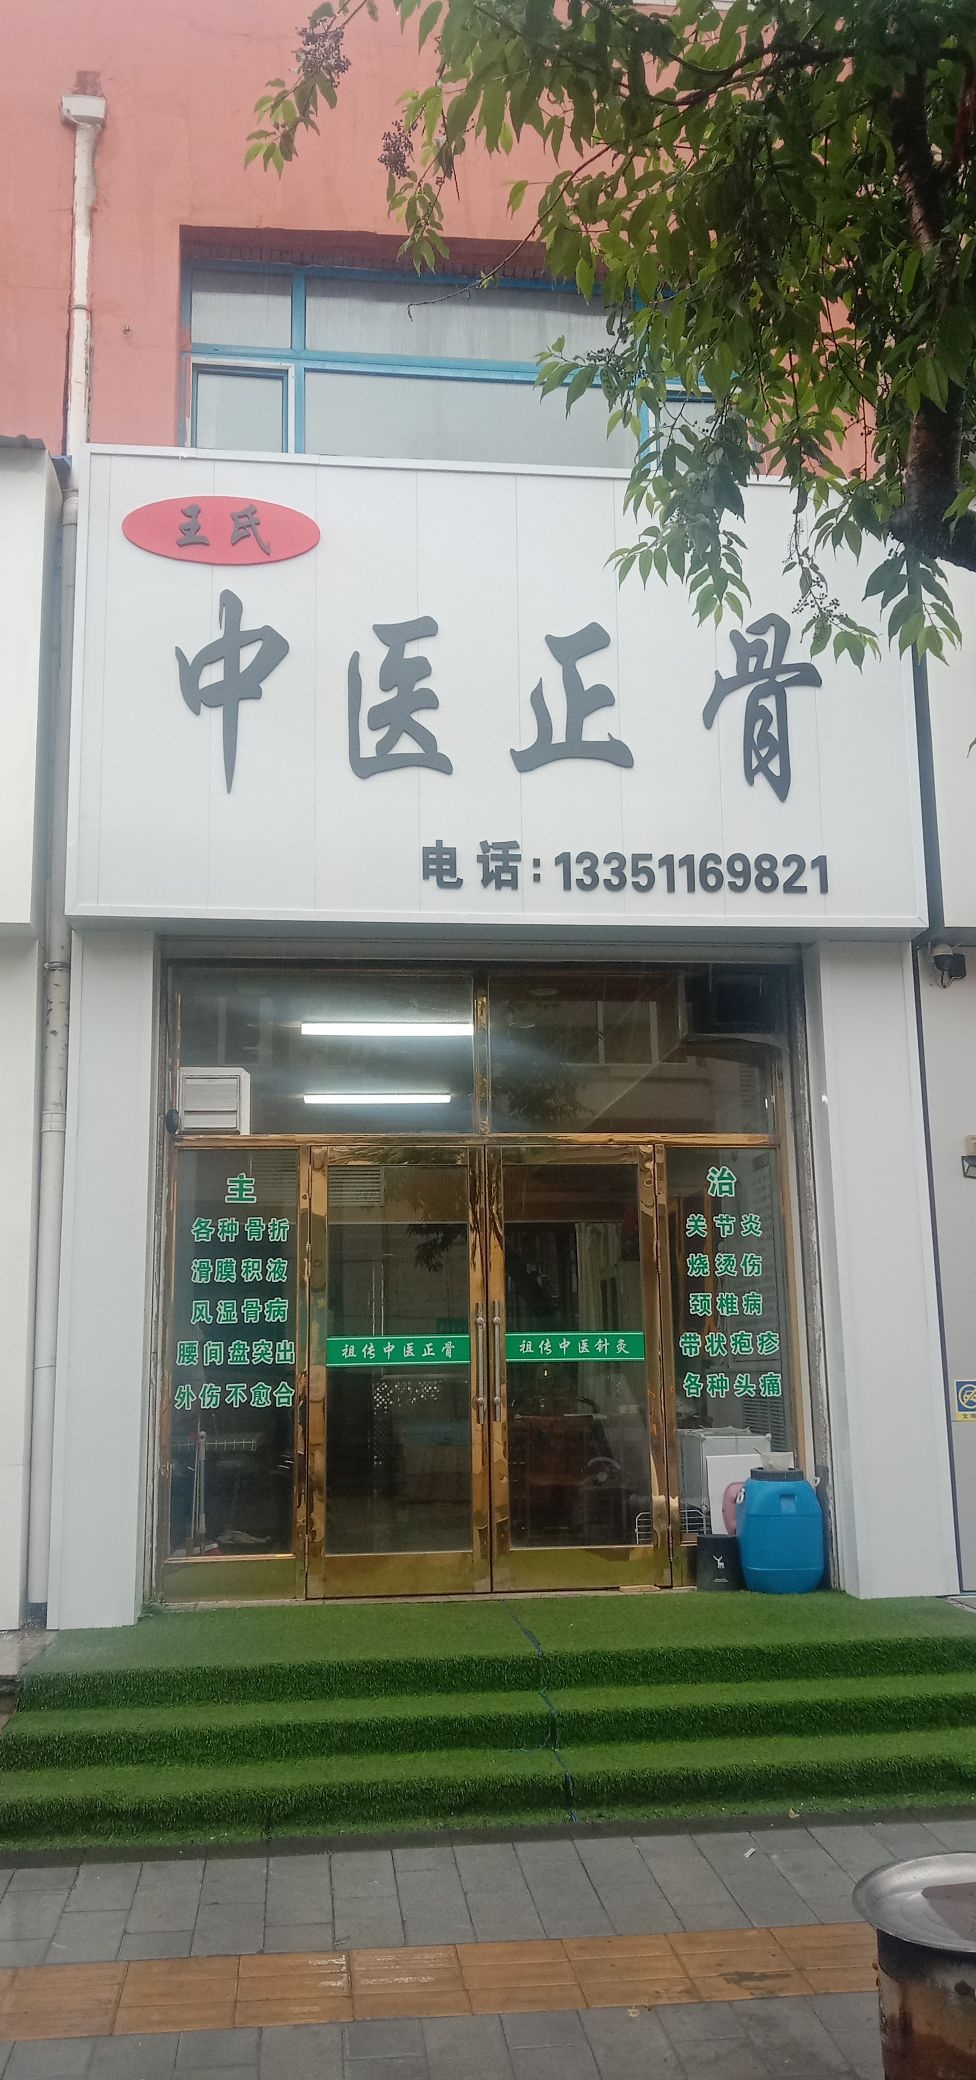 王氏
中医正骨
电话:13351169821
主
各种骨折
滑膜积液
风湿骨病
腰间盘突出
外伤不愈合
祖传中医正骨
祖传中医针灸
治
关节炎
烧烫伤
颈椎病
带状疱疹
各种头痛